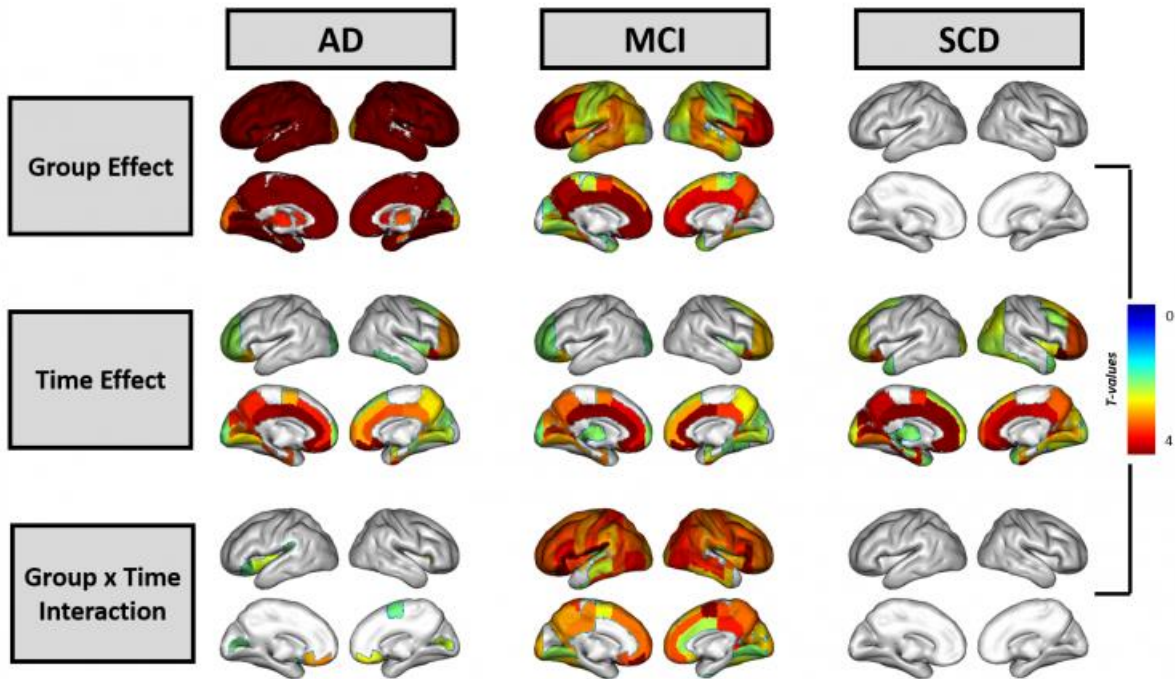 AD MCI SCD
Group Effect
0
T-values
Time Effect
4
Group x Time
Interaction